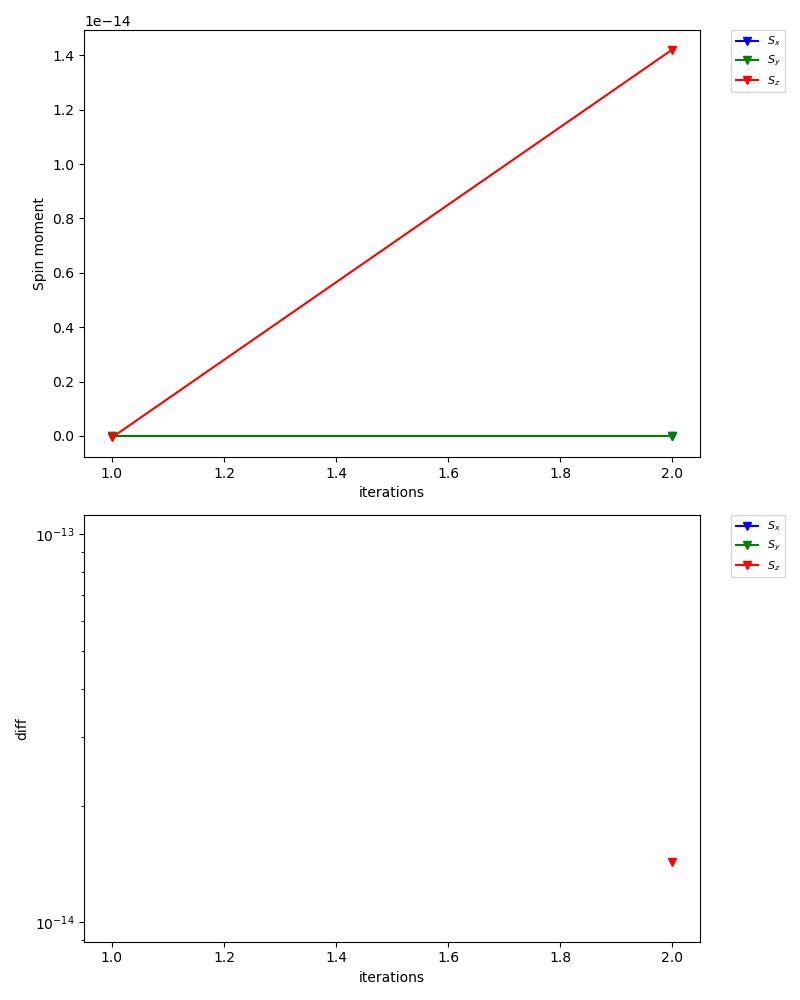 1e−14
1.4
1.2
1.0
0.8
0.6
0.4
0.2
0.0
Spin moment
1.0 1.2 1.4 1.6 1.8 2.0
iterations
S_x
S_y
S_z
10^{−13}
10^{−14}
diff
1.0 1.2 1.4 1.6 1.8 2.0
iterations
S_x
S_y
S_z